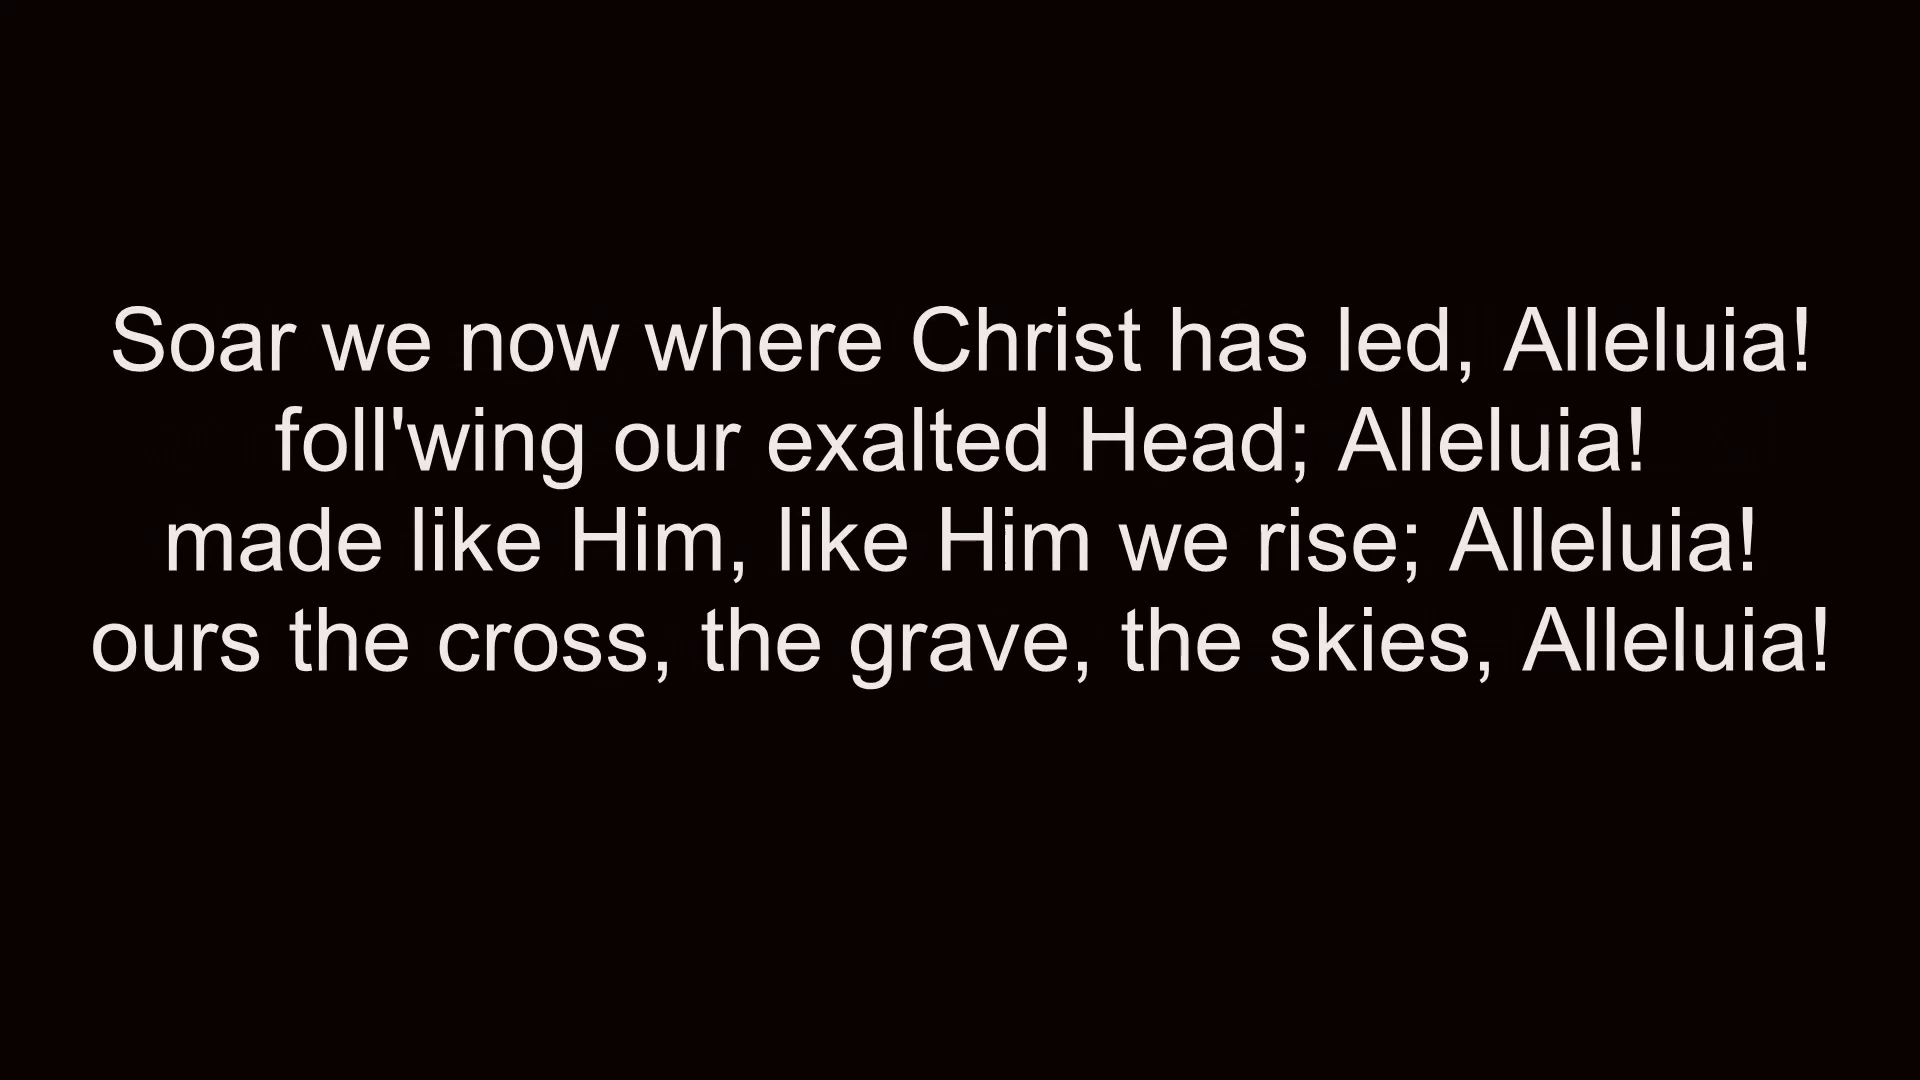 Soar we now where Christ has led, Alleluia!
foll'wing our exalted Head; Alleluia!
made like Him, like Him we rise; Alleluia!
ours the cross, the grave, the skies, Alleluia!